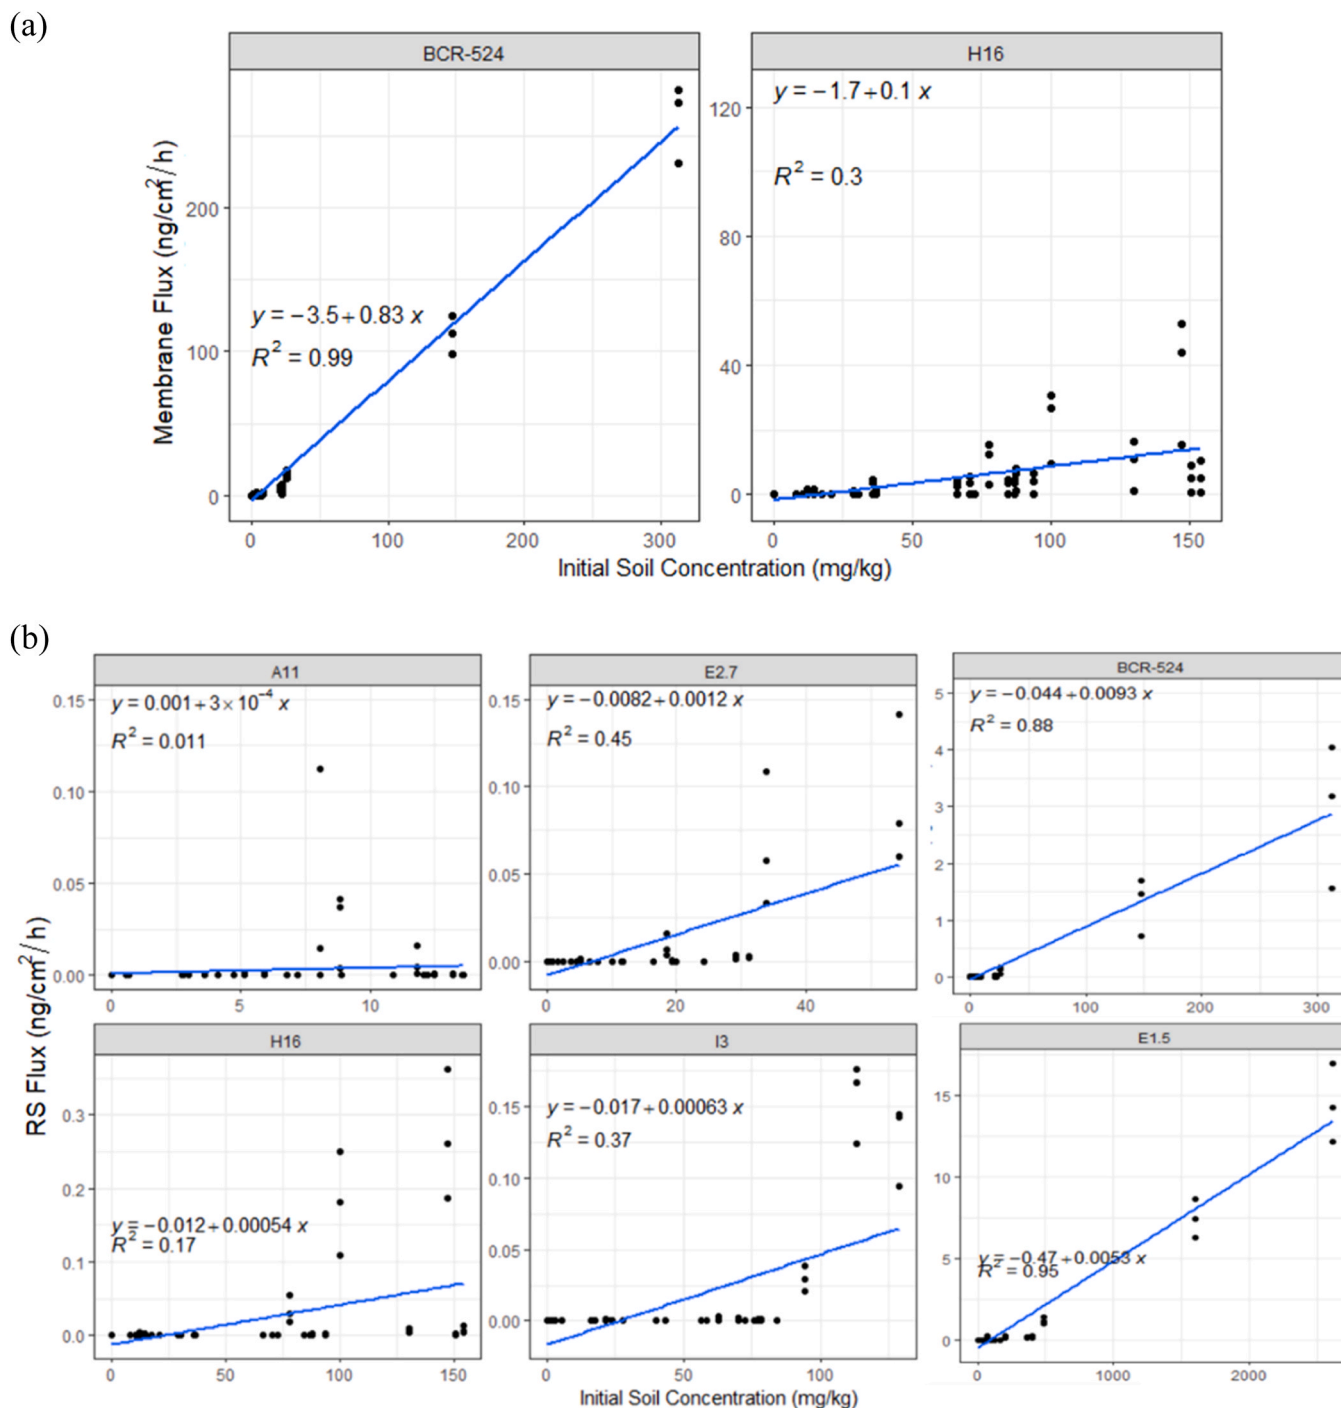 (a)
BCR-524
H16
Membrane Flux (ng/cm²/h)
y = −3.5+0.83 x
R² = 0.99
200
100
0
0 100 200 300
y = −1.7+0.1 x
R² = 0.3
120
80
40
0
0 50 100 150
Initial Soil Concentration (mg/kg)
(b)
RS Flux (ng/cm²/h)
A11
y = 0.001+3×10⁻⁴ x
R² = 0.011
0.15
0.10
0.05
0.00
0 5 10
E2.7
y = −0.0082+0.0012 x
R² = 0.45
0.15
0.10
0.05
0.00
0 20 40
BCR-524
y = −0.044+0.0093 x
R² = 0.88
5
4
3
2
1
0
0 100 200 300
H16
y = −0.012+0.00054 x
R² = 0.17
0.3
0.2
0.1
0.0
0 50 100 150
I3
y = −0.017+0.00063 x
R² = 0.37
0.15
0.10
0.05
0.00
0 50 100
E1.5
y = −0.47+0.0053 x
R² = 0.95
15
10
5
0
0 1000 2000
Initial Soil Concentration (mg/kg)